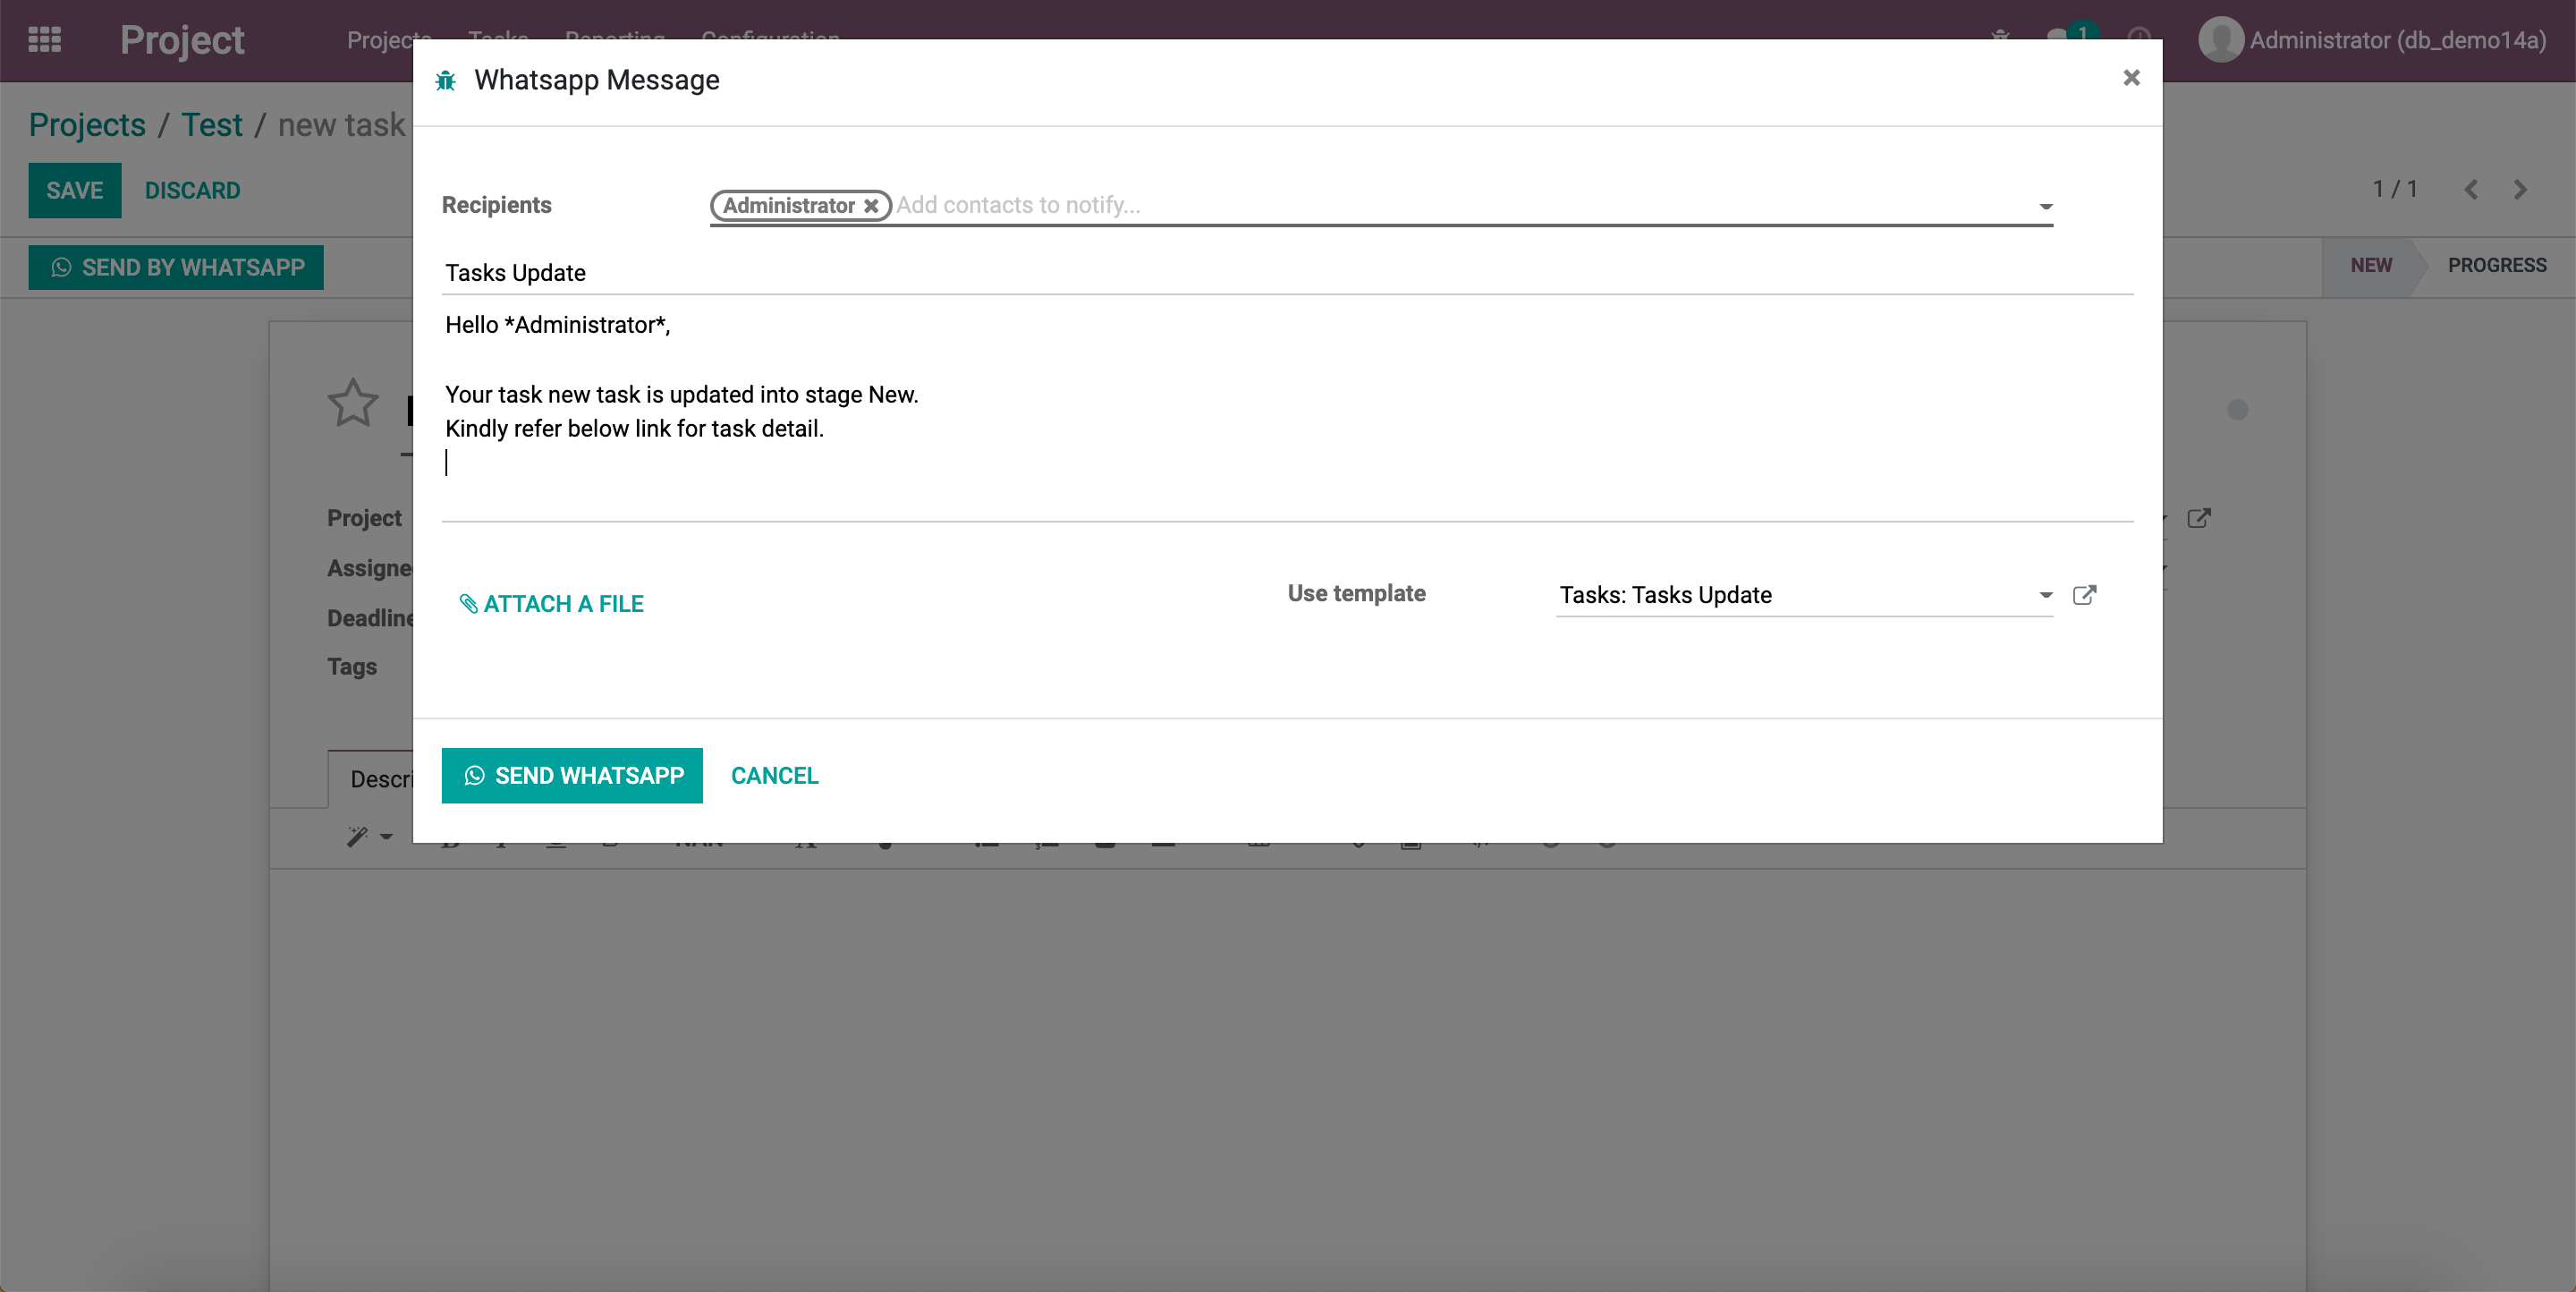 Project
Projects Tasks Reporting Configuration
1
Administrator (db_demo14a)
Whatsapp Message
Projects / Test / new task
SAVE DISCARD
1 / 1
SEND BY WHATSAPP
NEW PROGRESS
Recipients
Administrator Add contacts to notify...
Tasks Update
Hello *Administrator*,
Your task new task is updated into stage New.
Kindly refer below link for task detail.
ATTACH A FILE
Use template
Tasks: Tasks Update
SEND WHATSAPP CANCEL
Project
Deadline
Tags